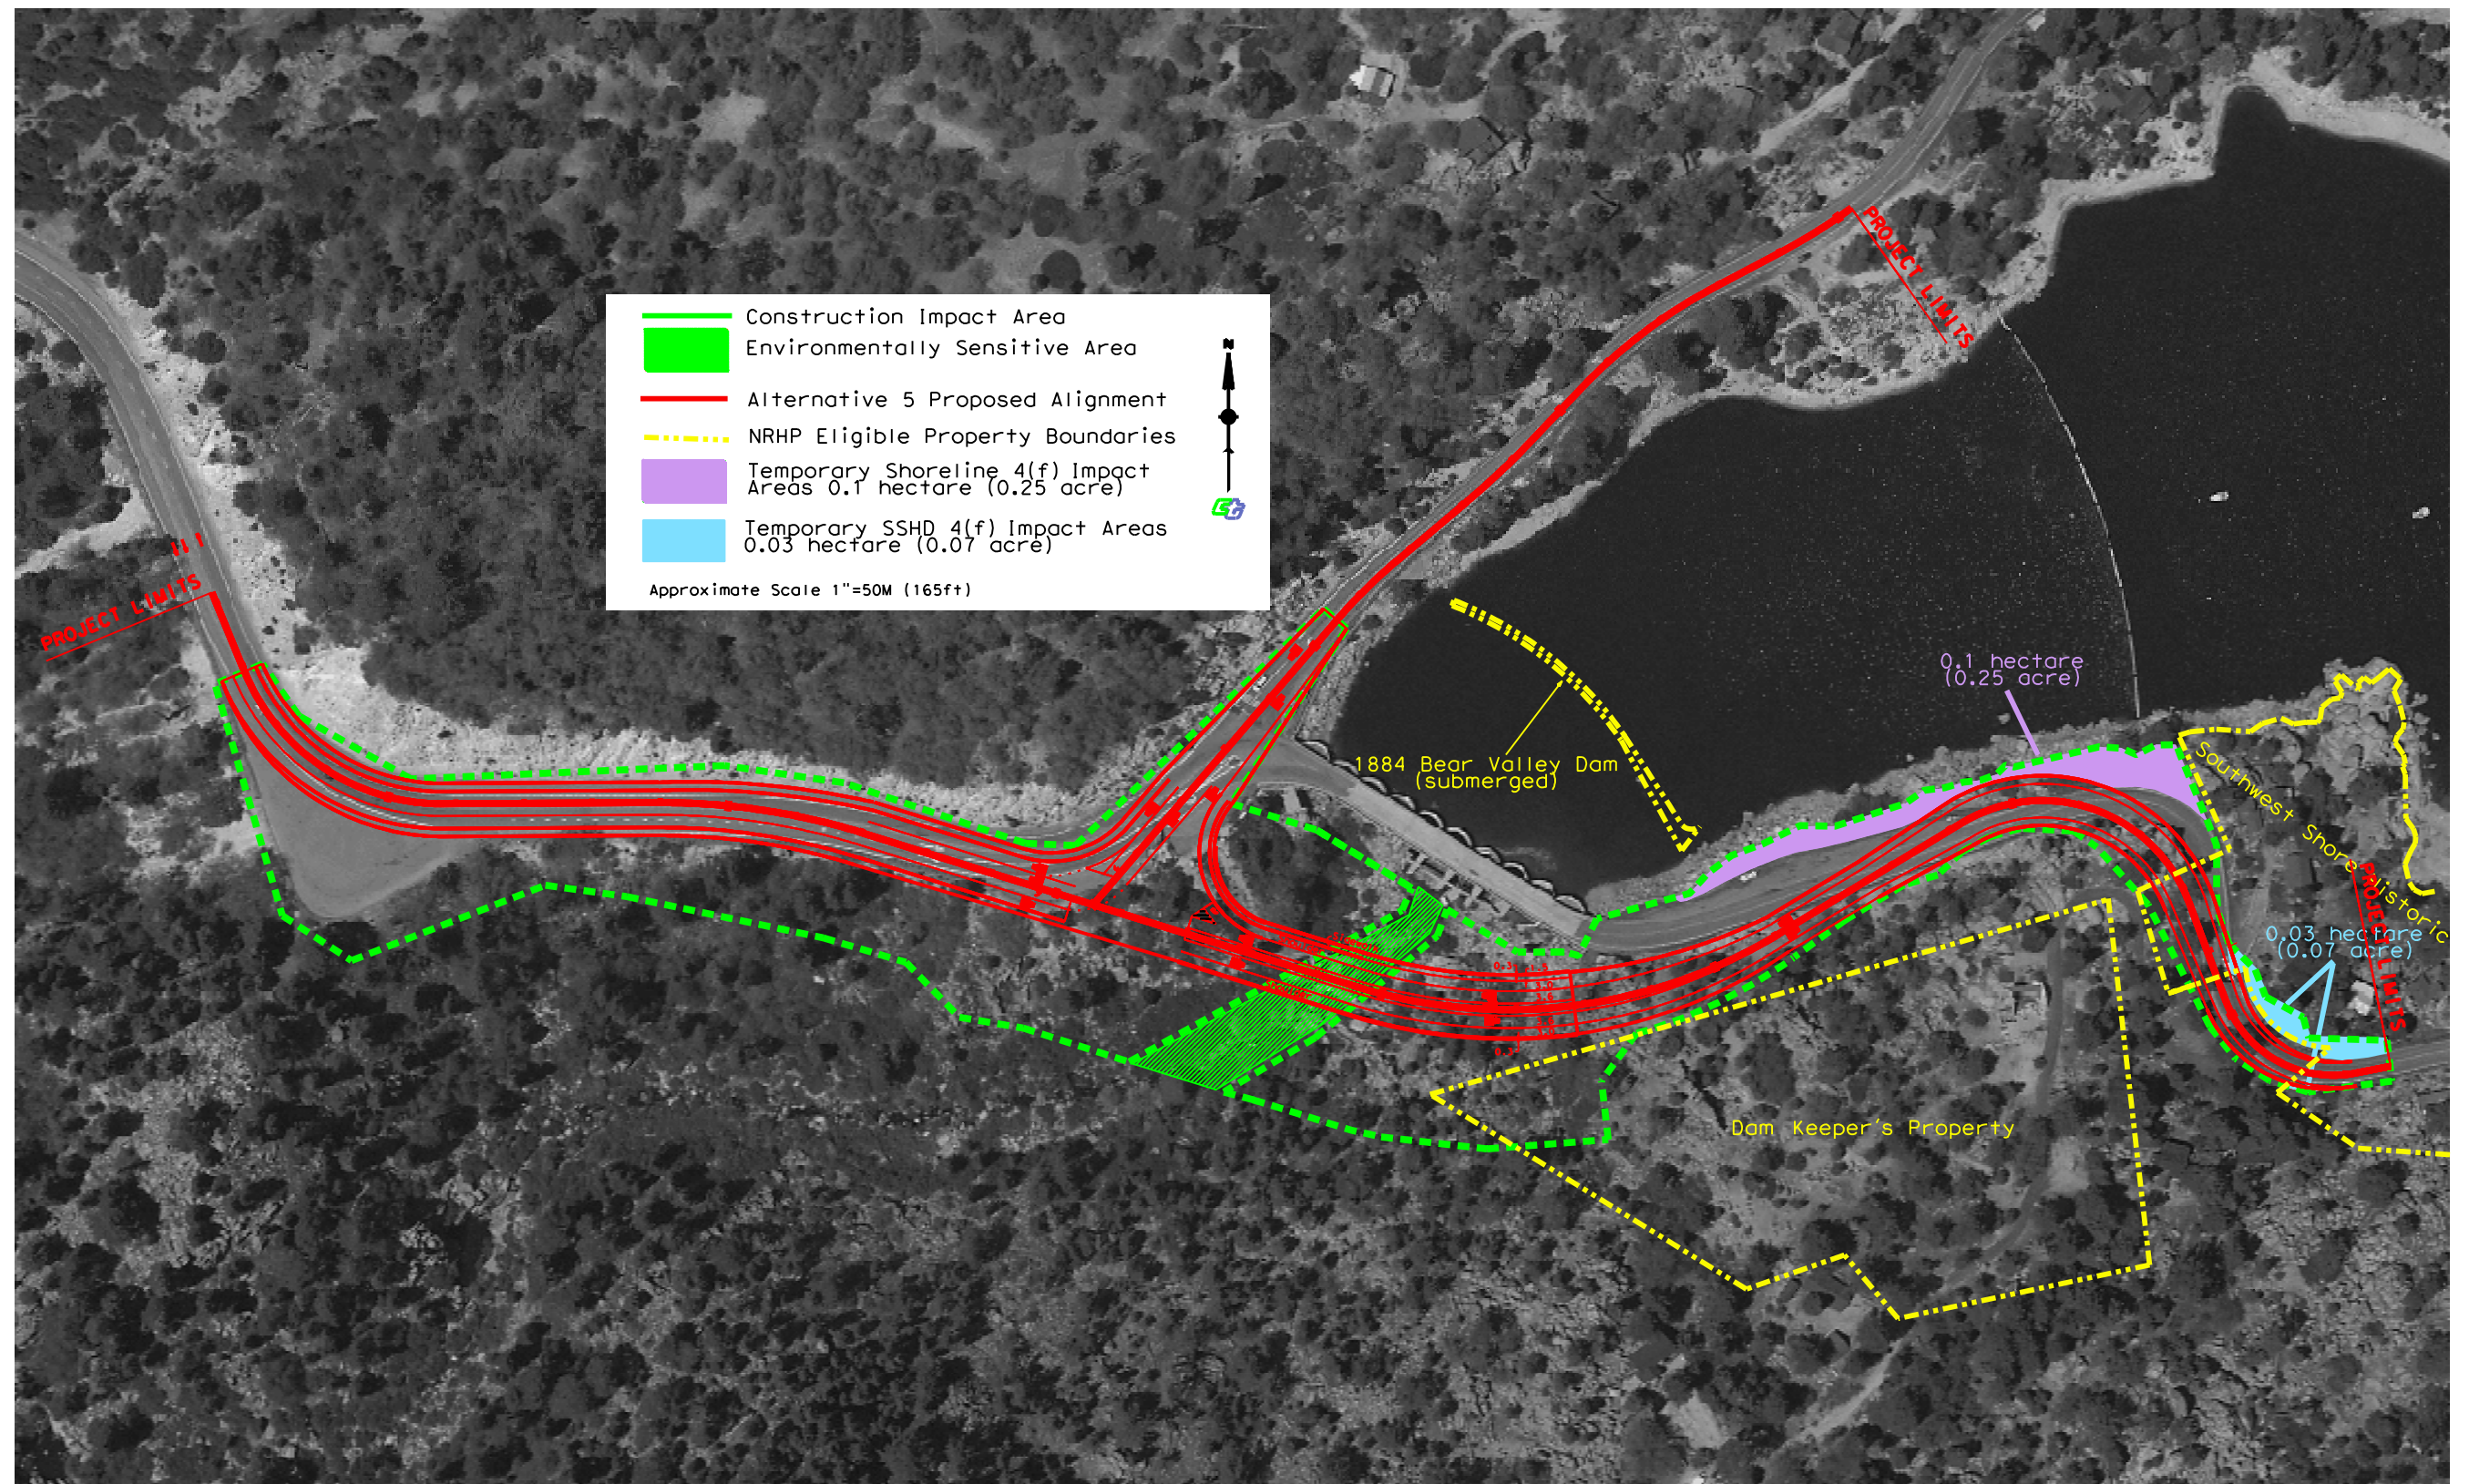 PROJECT LIMITS
Construction Impact Area
Environmentally Sensitive Area
N
Alternative 5 Proposed Alignment
NRHP Eligible Property Boundaries
Temporary Shoreline 4(f) Impact
Areas 0.1 hectare (0.25 acre)
Temporary SSHD 4(f) Impact Areas
0.03 hectare (0.07 acre)
Approximate Scale 1"=50M (165ft)
PROJECT LIMITS
0.1 hectare
(0.25 acre)
1884 Bear Valley Dam
(submerged)
Southwest Shore Historic
PROJECT LIMITS
0.03 hectare
(0.07 acre)
Dam Keeper's Property